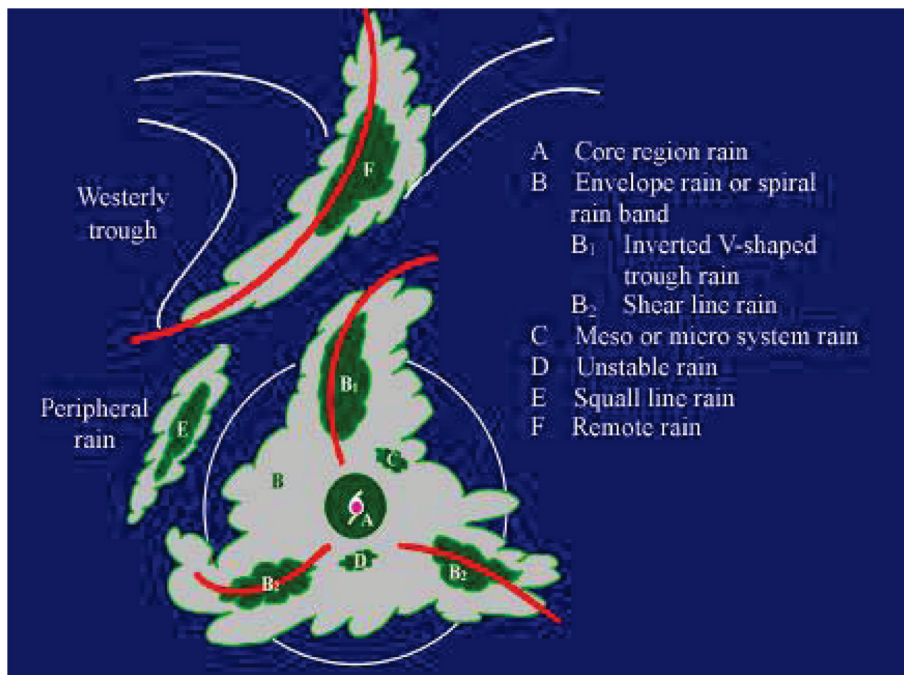 F
Westerly
trough
B₁
Peripheral
rain
E
C
B
A
D
B₂
B₂
A Core region rain
B Envelope rain or spiral
rain band
B₁ Inverted V-shaped
trough rain
B₂ Shear line rain
C Meso or micro system rain
D Unstable rain
E Squall line rain
F Remote rain